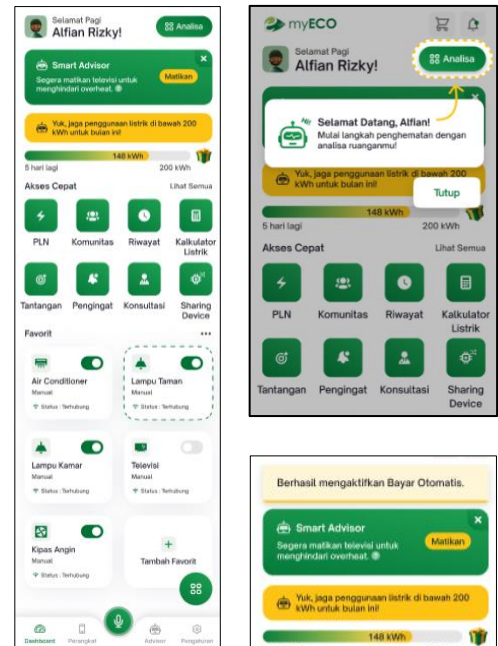 Selamat Pagi
Alfian Rizky!
Analisa
Smart Advisor
Segera matikan televisi untuk
menghindari overheat.
Matikan
Yuk, jaga penggunaan listrik di bawah 200
kWh untuk bulan ini!
148 kWh
5 hari lagi
200 kWh
Akses Cepat
Lihat Semua
PLN
Komunitas
Riwayat
Kalkulator
Listrik
Tantangan
Pengingat
Konsultasi
Sharing
Device
Favorit
Air Conditioner
Manual
Status : Terhubung
Lampu Taman
Manual
Status : Terhubung
Lampu Kamar
Manual
Status : Terhubung
Televisi
Manual
Status : Terhubung
Kipas Angin
Manual
Status : Terhubung
Tambah Favorit
Dashboard
Perangkat
Advisor
Pengaturan
myECO
Selamat Pagi
Alfian Rizky!
Analisa
Selamat Datang, Alfian!
Mulai langkah penghematan dengan
analisa ruanganmu!
Yuk, jaga penggunaan listrik di bawah 200
kWh untuk bulan ini!
Tutup
148 kWh
5 hari lagi
200 kWh
Akses Cepat
Lihat Semua
PLN
Komunitas
Riwayat
Kalkulator
Listrik
Tantangan
Pengingat
Konsultasi
Sharing
Device
Berhasil mengaktifkan Bayar Otomatis.
Smart Advisor
Segera matikan televisi untuk
menghindari overheat.
Matikan
Yuk, jaga penggunaan listrik di bawah 200
kWh untuk bulan ini!
148 kWh